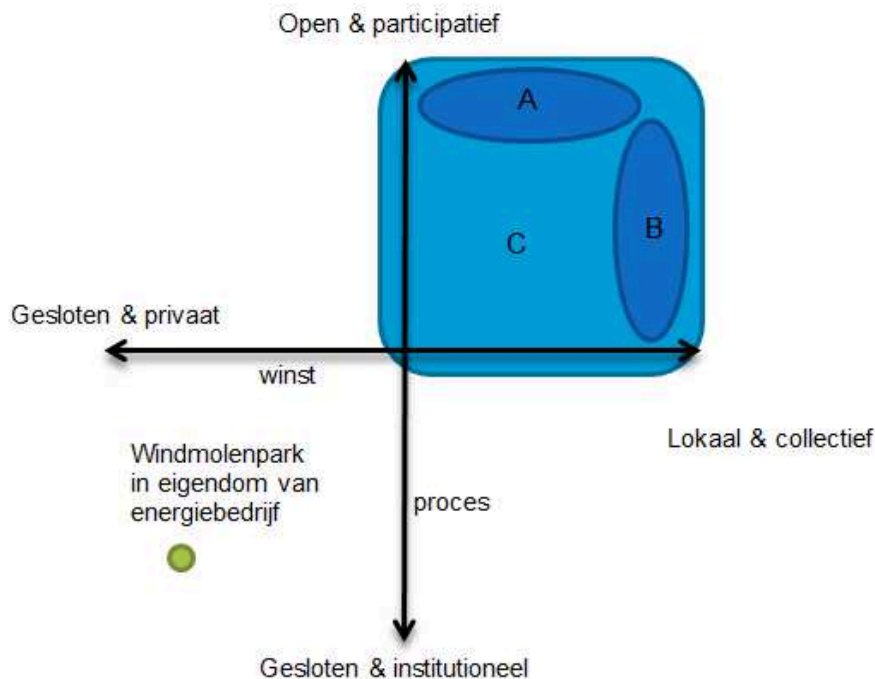 Open & participatief
A
B
C
Gesloten & privaat
winst
Lokaal & collectief
Windmolenpark
in eigendom van
energiebedrijf
proces
Gesloten & institutioneel